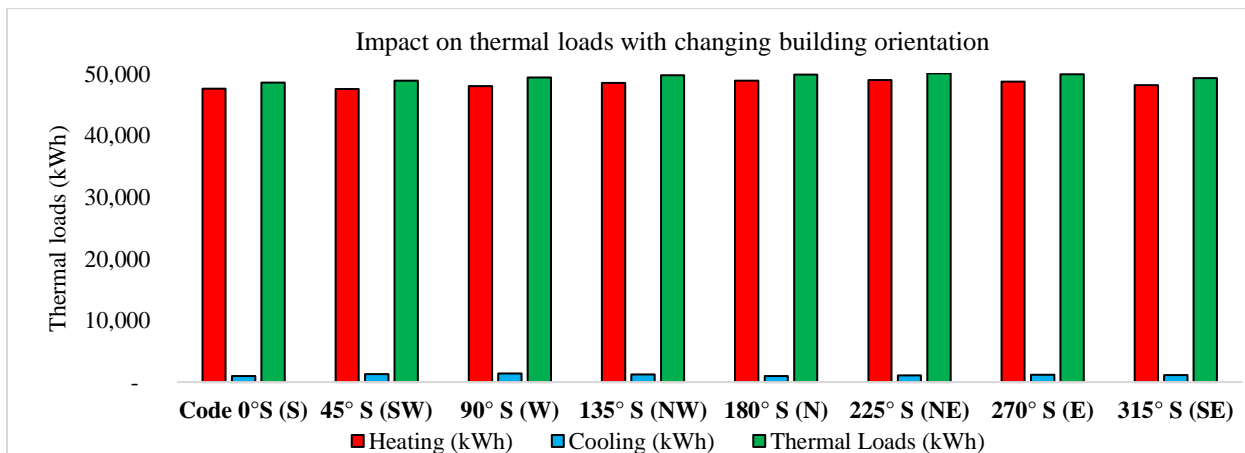 Impact on thermal loads with changing building orientation
Thermal loads (kWh)
50,000
40,000
30,000
20,000
10,000
-
Code 0°S (S) 45° S (SW) 90° S (W) 135° S (NW) 180° S (N) 225° S (NE) 270° S (E) 315° S (SE)
Heating (kWh) Cooling (kWh) Thermal Loads (kWh)